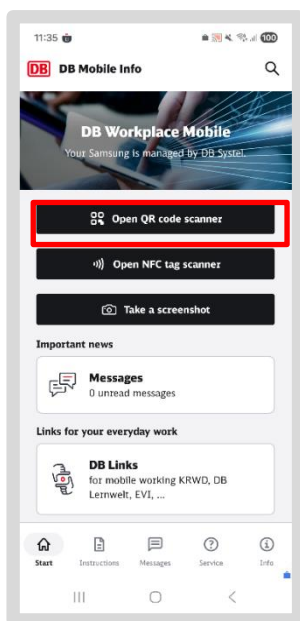 11:35
100
DB DB Mobile Info
DB Workplace Mobile
Your Samsung is managed by DB Systel.
Open QR code scanner
Open NFC tag scanner
Take a screenshot
Important news
Messages
0 unread messages
Links for your everyday work
DB Links
for mobile working KRWD, DB
Lernwelt, EVI, ...
Start Instructions Messages Service Info